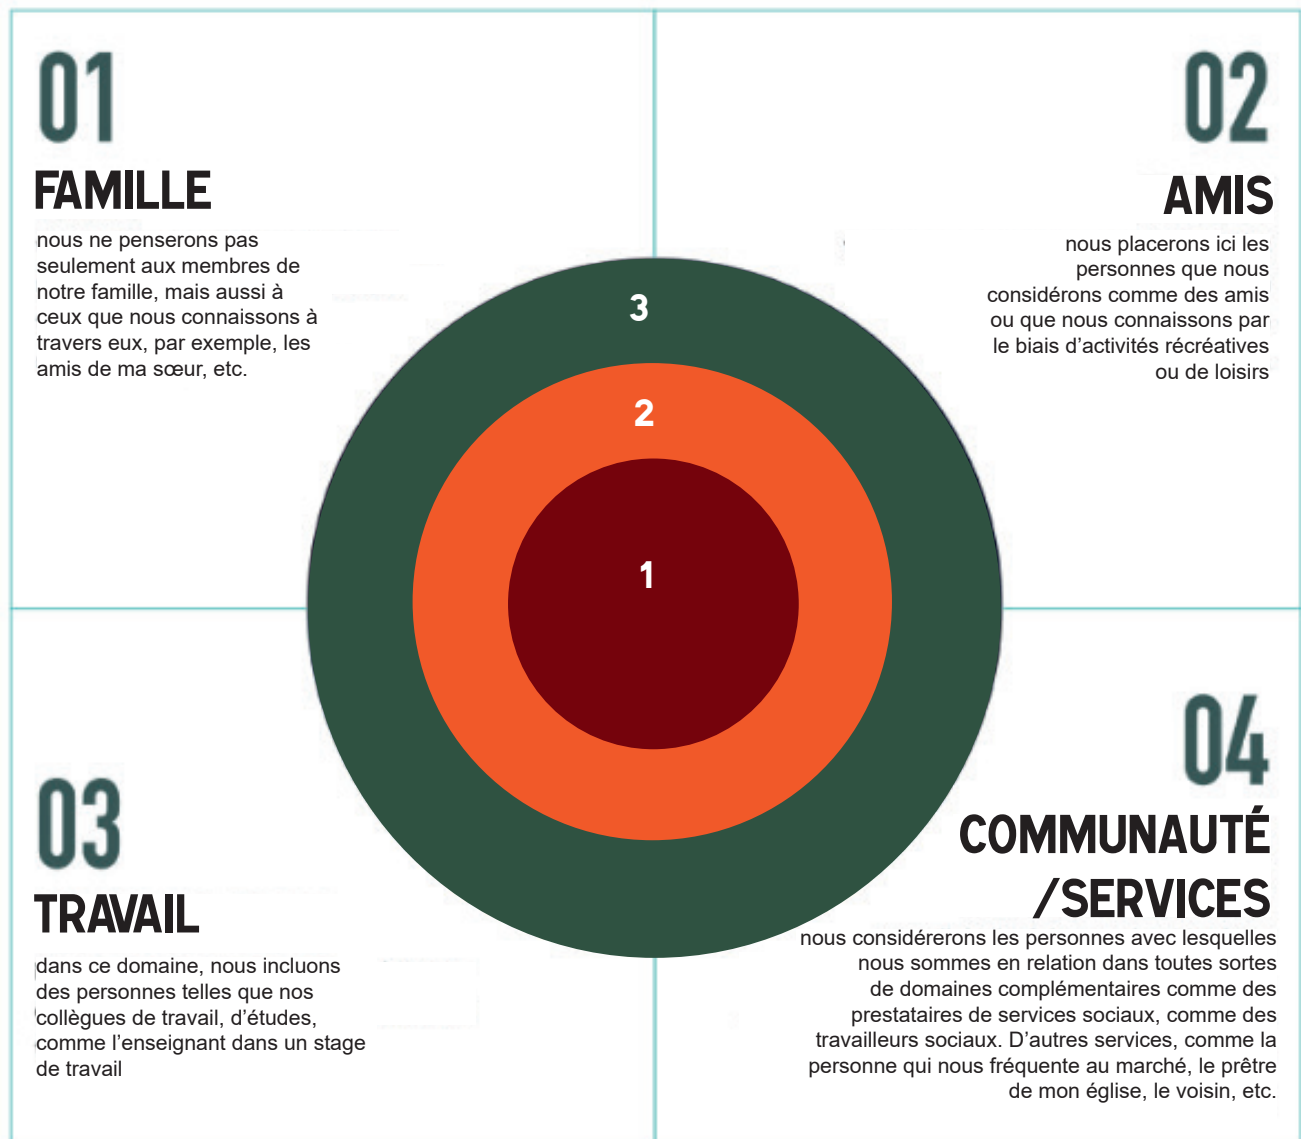 01
FAMILLE
nous ne penserons pas
seulement aux membres de
notre famille, mais aussi à
ceux que nous connaissons à
travers eux, par exemple, les
amis de ma sœur, etc.
02
AMIS
nous placerons ici les
personnes que nous
considérons comme des amis
ou que nous connaissons par
le biais d’activités récréatives
ou de loisirs
3
2
1
03
TRAVAIL
dans ce domaine, nous incluons
des personnes telles que nos
collègues de travail, d’études,
comme l’enseignant dans un stage
de travail
04
COMMUNAUTÉ
/SERVICES
nous considérerons les personnes avec lesquelles
nous sommes en relation dans toutes sortes
de domaines complémentaires comme des
prestataires de services sociaux, comme des
travailleurs sociaux. D’autres services, comme la
personne qui nous fréquente au marché, le prêtre
de mon église, le voisin, etc.